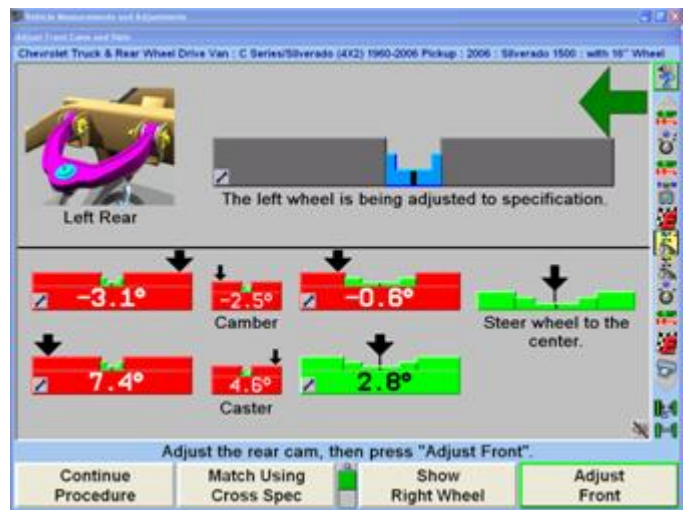 Vehicle Measurements and Adjustments
Adjust Front Cams and Slots
Chevrolet Truck & Rear Wheel Drive Van : C Series/Silverado (4X2) 1960-2006 Pickup : 2006 : Silverado 1500 : with 16" Wheel
Left Rear
The left wheel is being adjusted to specification.
-3.1°
-2.5°
-0.6°
Camber
Steer wheel to the
center.
7.4°
4.6°
2.8°
Caster
Adjust the rear cam, then press "Adjust Front".
Continue
Procedure
Match Using
Cross Spec
Show
Right Wheel
Adjust
Front